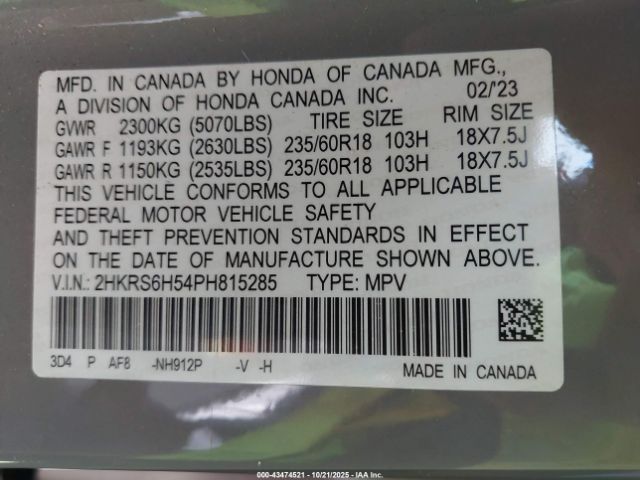 MFD. IN CANADA BY HONDA OF CANADA MFG.,
A DIVISION OF HONDA CANADA INC. 02/'23
GVWR 2300KG (5070LBS) TIRE SIZE RIM SIZE
GAWR F 1193KG (2630LBS) 235/60R18 103H 18X7.5J
GAWR R 1150KG (2535LBS) 235/60R18 103H 18X7.5J
THIS VEHICLE CONFORMS TO ALL APPLICABLE
FEDERAL MOTOR VEHICLE SAFETY
AND THEFT PREVENTION STANDARDS IN EFFECT
ON THE DATE OF MANUFACTURE SHOWN ABOVE.
V.I.N.: 2HKRS6H54PH815285 TYPE: MPV
3D4 P AF8 -NH912P -V -H
MADE IN CANADA
000-43474521 - 10/21/2025 - IAA Inc.